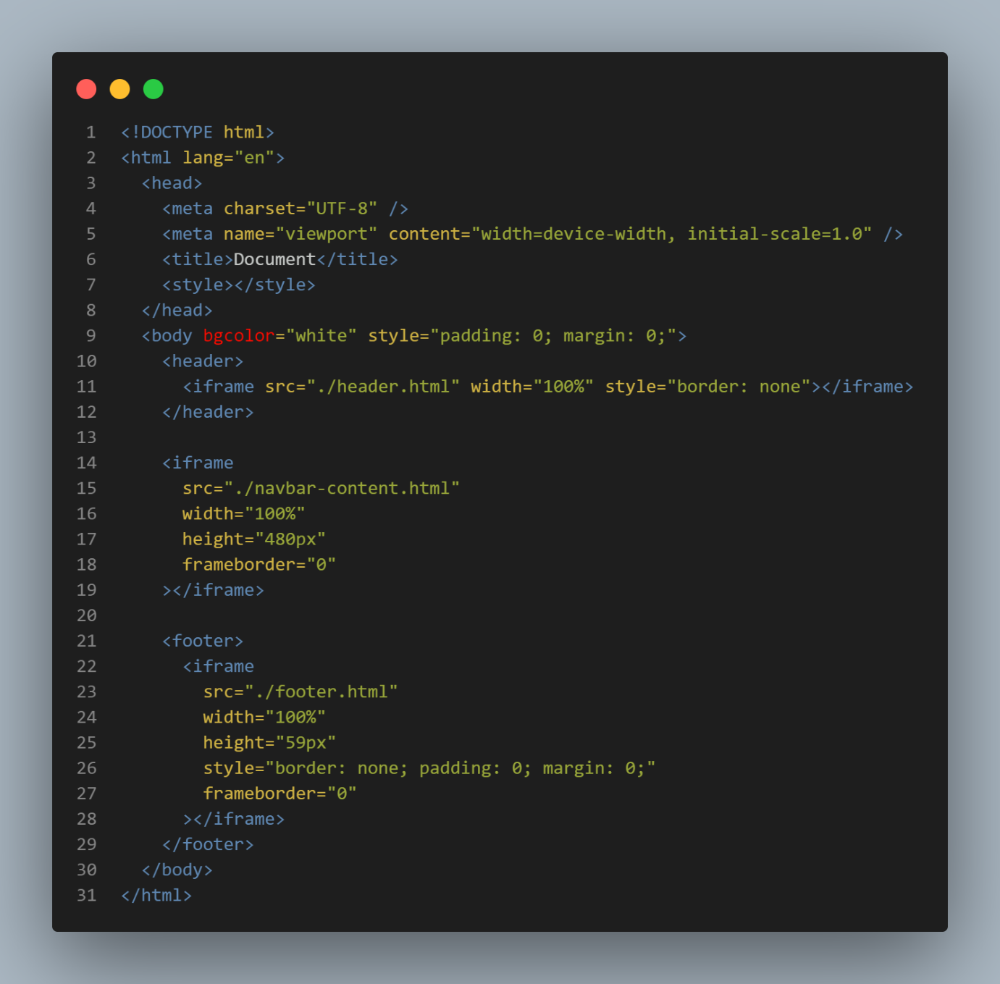 1 <!DOCTYPE html>
2 <html lang="en">
3   <head>
4     <meta charset="UTF-8" />
5     <meta name="viewport" content="width=device-width, initial-scale=1.0" />
6     <title>Document</title>
7     <style></style>
8   </head>
9   <body bgcolor="white" style="padding: 0; margin: 0;">
10     <header>
11       <iframe src="./header.html" width="100%" style="border: none"></iframe>
12     </header>
13
14     <iframe
15       src="./navbar-content.html"
16       width="100%"
17       height="480px"
18       frameborder="0"
19     ></iframe>
20
21     <footer>
22       <iframe
23         src="./footer.html"
24         width="100%"
25         height="59px"
26         style="border: none; padding: 0; margin: 0;"
27         frameborder="0"
28       ></iframe>
29     </footer>
30   </body>
31 </html>